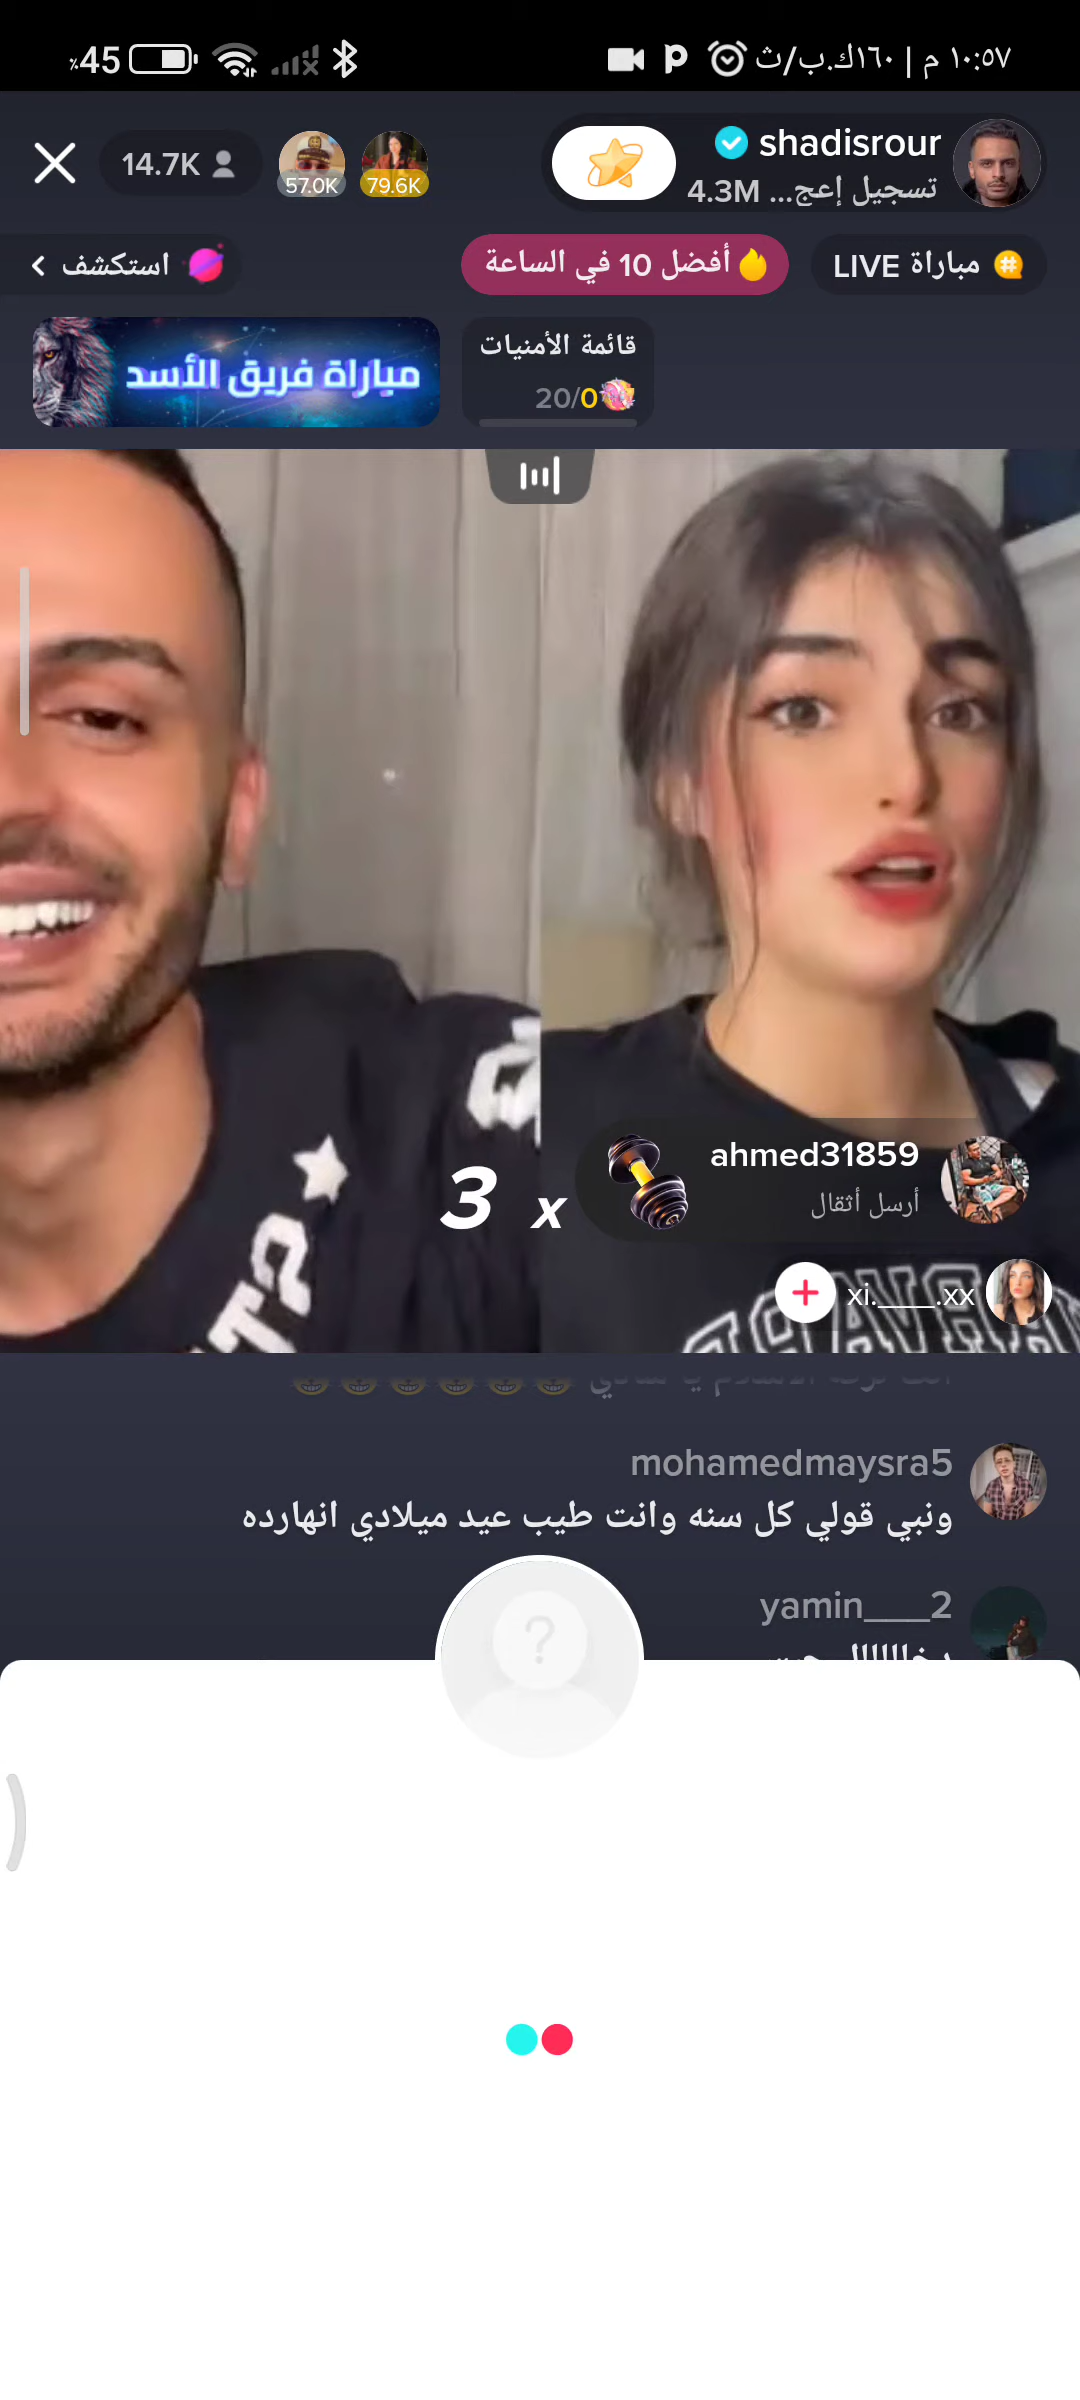 ١٠:٥٧ م | ١٦٠ك.ب/ث
٪45
shadisrour
تسجيل إعج... 4.3M
79.6K
57.0K
14.7K
مباراة LIVE
أفضل 10 في الساعة
استكشف
قائمة الأمنيات
0/20
مباراة فريق الأسد
ahmed31859
أرسل أثقال
x 3
xi.____.xx
mohamedmaysra5
ونبي قولي كل سنه وانت طيب عيد ميلادي انهارده
yamin___2